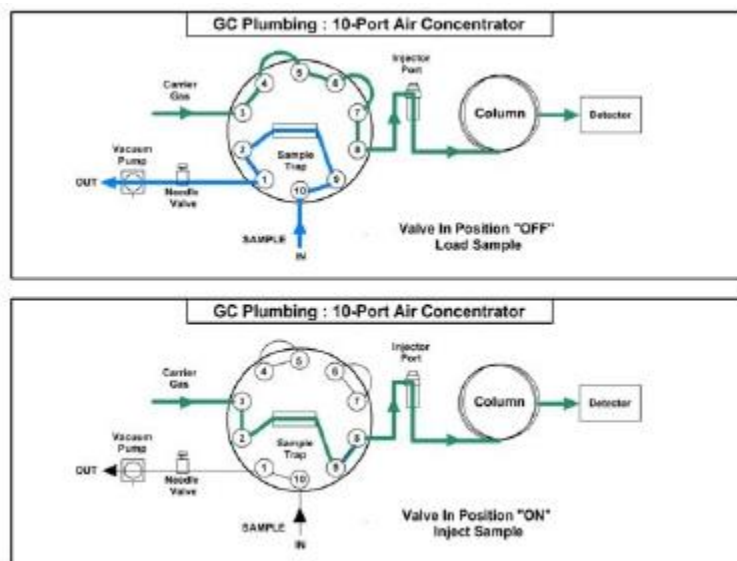 GC Plumbing : 10-Port Air Concentrator
Carrier
Gas
Injector
Port
Column
Detector
3
4
5
6
7
8
2
1
10
9
Sample
Trap
Vacuum
Pump
OUT
Needle
Valve
SAMPLE
IN
Valve In Position "OFF"
Load Sample
GC Plumbing : 10-Port Air Concentrator
Carrier
Gas
Injector
Port
Column
Detector
3
4
5
6
7
8
2
1
10
9
Sample
Trap
Vacuum
Pump
OUT
Needle
Valve
SAMPLE
IN
Valve In Position "ON"
Inject Sample